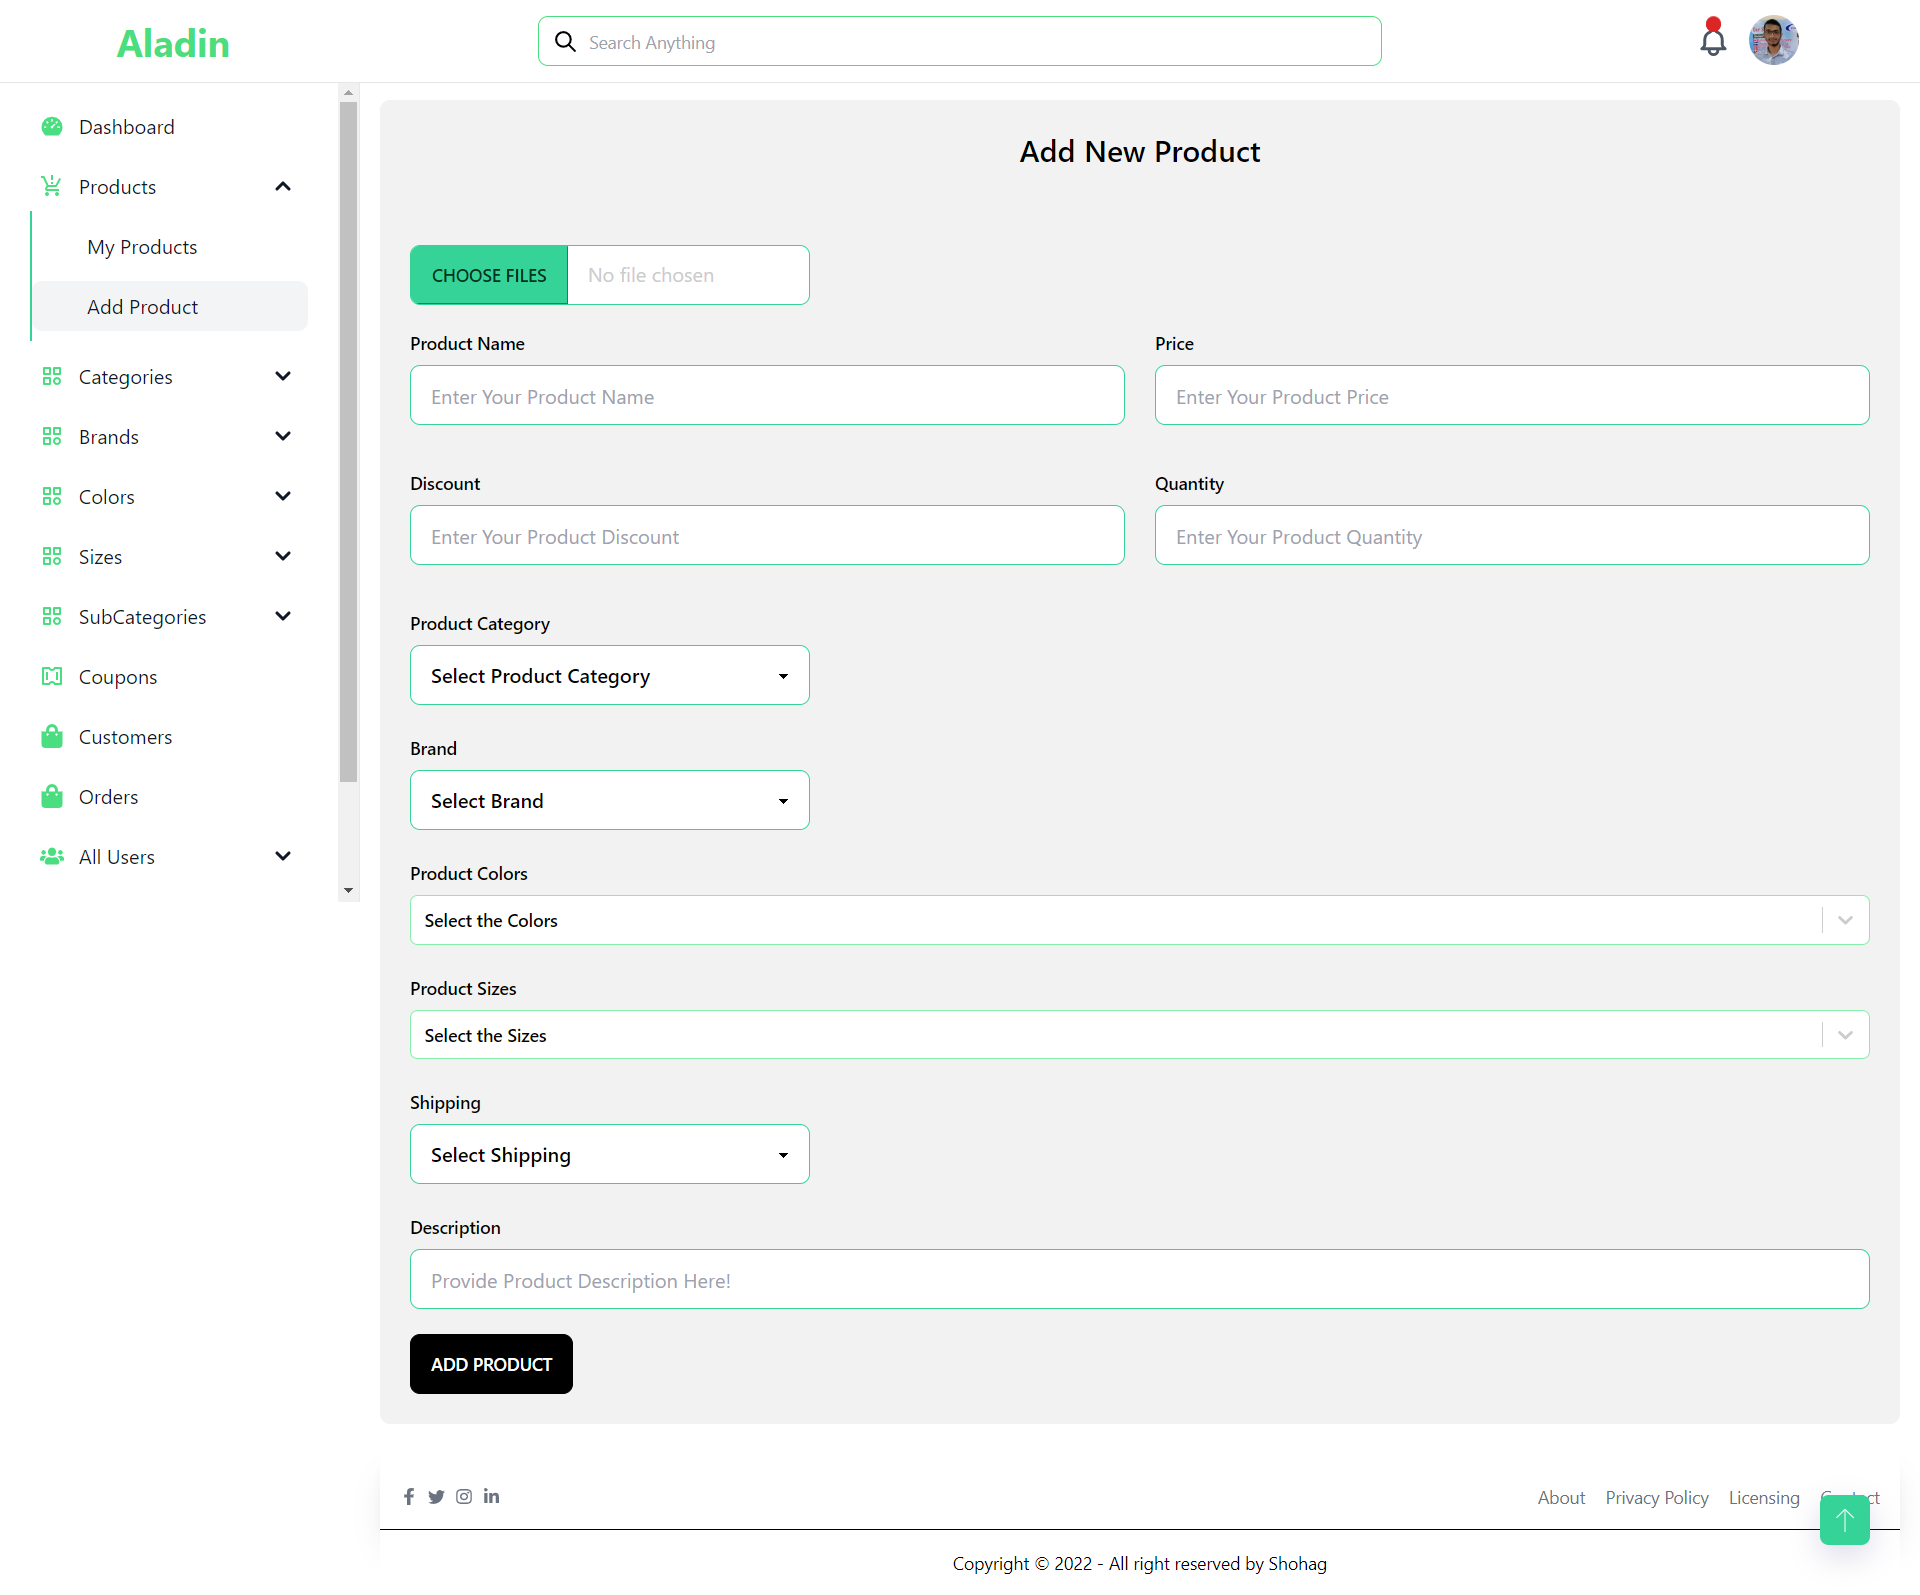 Aladin
Search Anything
Dashboard
Products
My Products
Add Product
Categories
Brands
Colors
Sizes
SubCategories
Coupons
Customers
Orders
All Users
Add New Product
CHOOSE FILES No file chosen
Product Name Price
Enter Your Product Name Enter Your Product Price
Discount Quantity
Enter Your Product Discount Enter Your Product Quantity
Product Category
Select Product Category
Brand
Select Brand
Product Colors
Select the Colors
Product Sizes
Select the Sizes
Shipping
Select Shipping
Description
Provide Product Description Here!
ADD PRODUCT
About Privacy Policy Licensing
Copyright © 2022 - All right reserved by Shohag